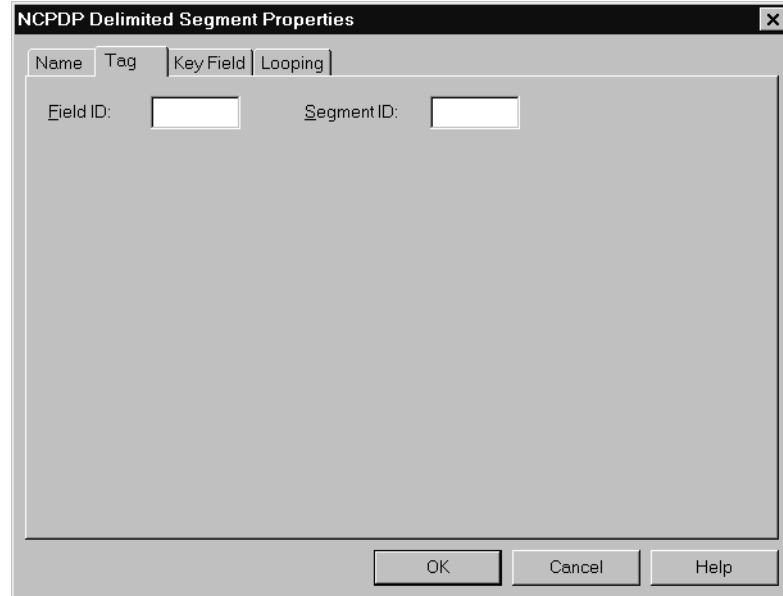 NCPDP Delimited Segment Properties
Name Tag Key Field Looping
Field ID: Segment ID:
OK Cancel Help